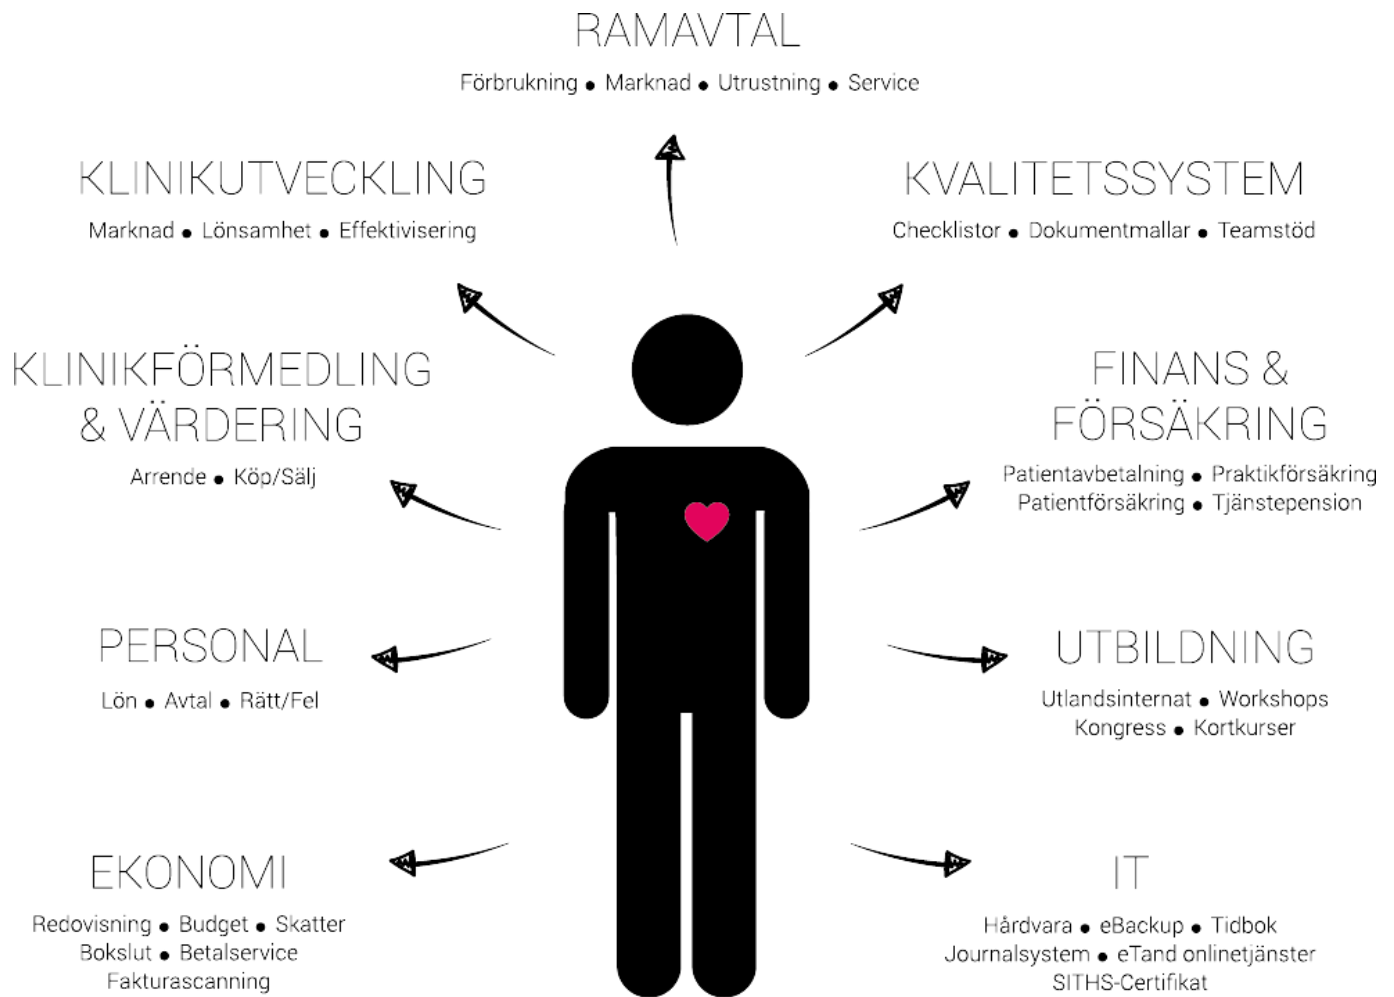 RAMAVTAL
Förbrukning ● Marknad ● Utrustning ● Service
KLINIKUTVECKLING
Marknad ● Lönsamhet ● Effektivisering
KVALITETSSYSTEM
Checklistor ● Dokumentmallar ● Teamstöd
KLINIKFÖRMEDLING
& VÄRDERING
Arrende ● Köp/Sälj
FINANS &
FÖRSÄKRING
Patientavbetalning ● Praktikförsäkring
Patientförsäkring ● Tjänstepension
PERSONAL
Lön ● Avtal ● Rätt/Fel
UTBILDNING
Utlandsinternat ● Workshops
Kongress ● Kortkurser
EKONOMI
Redovisning ● Budget ● Skatter
Bokslut ● Betalservice
Fakturascanning
IT
Hårdvara ● eBackup ● Tidbok
Journalsystem ● eTand onlinetjänster
SITHS-Certifikat